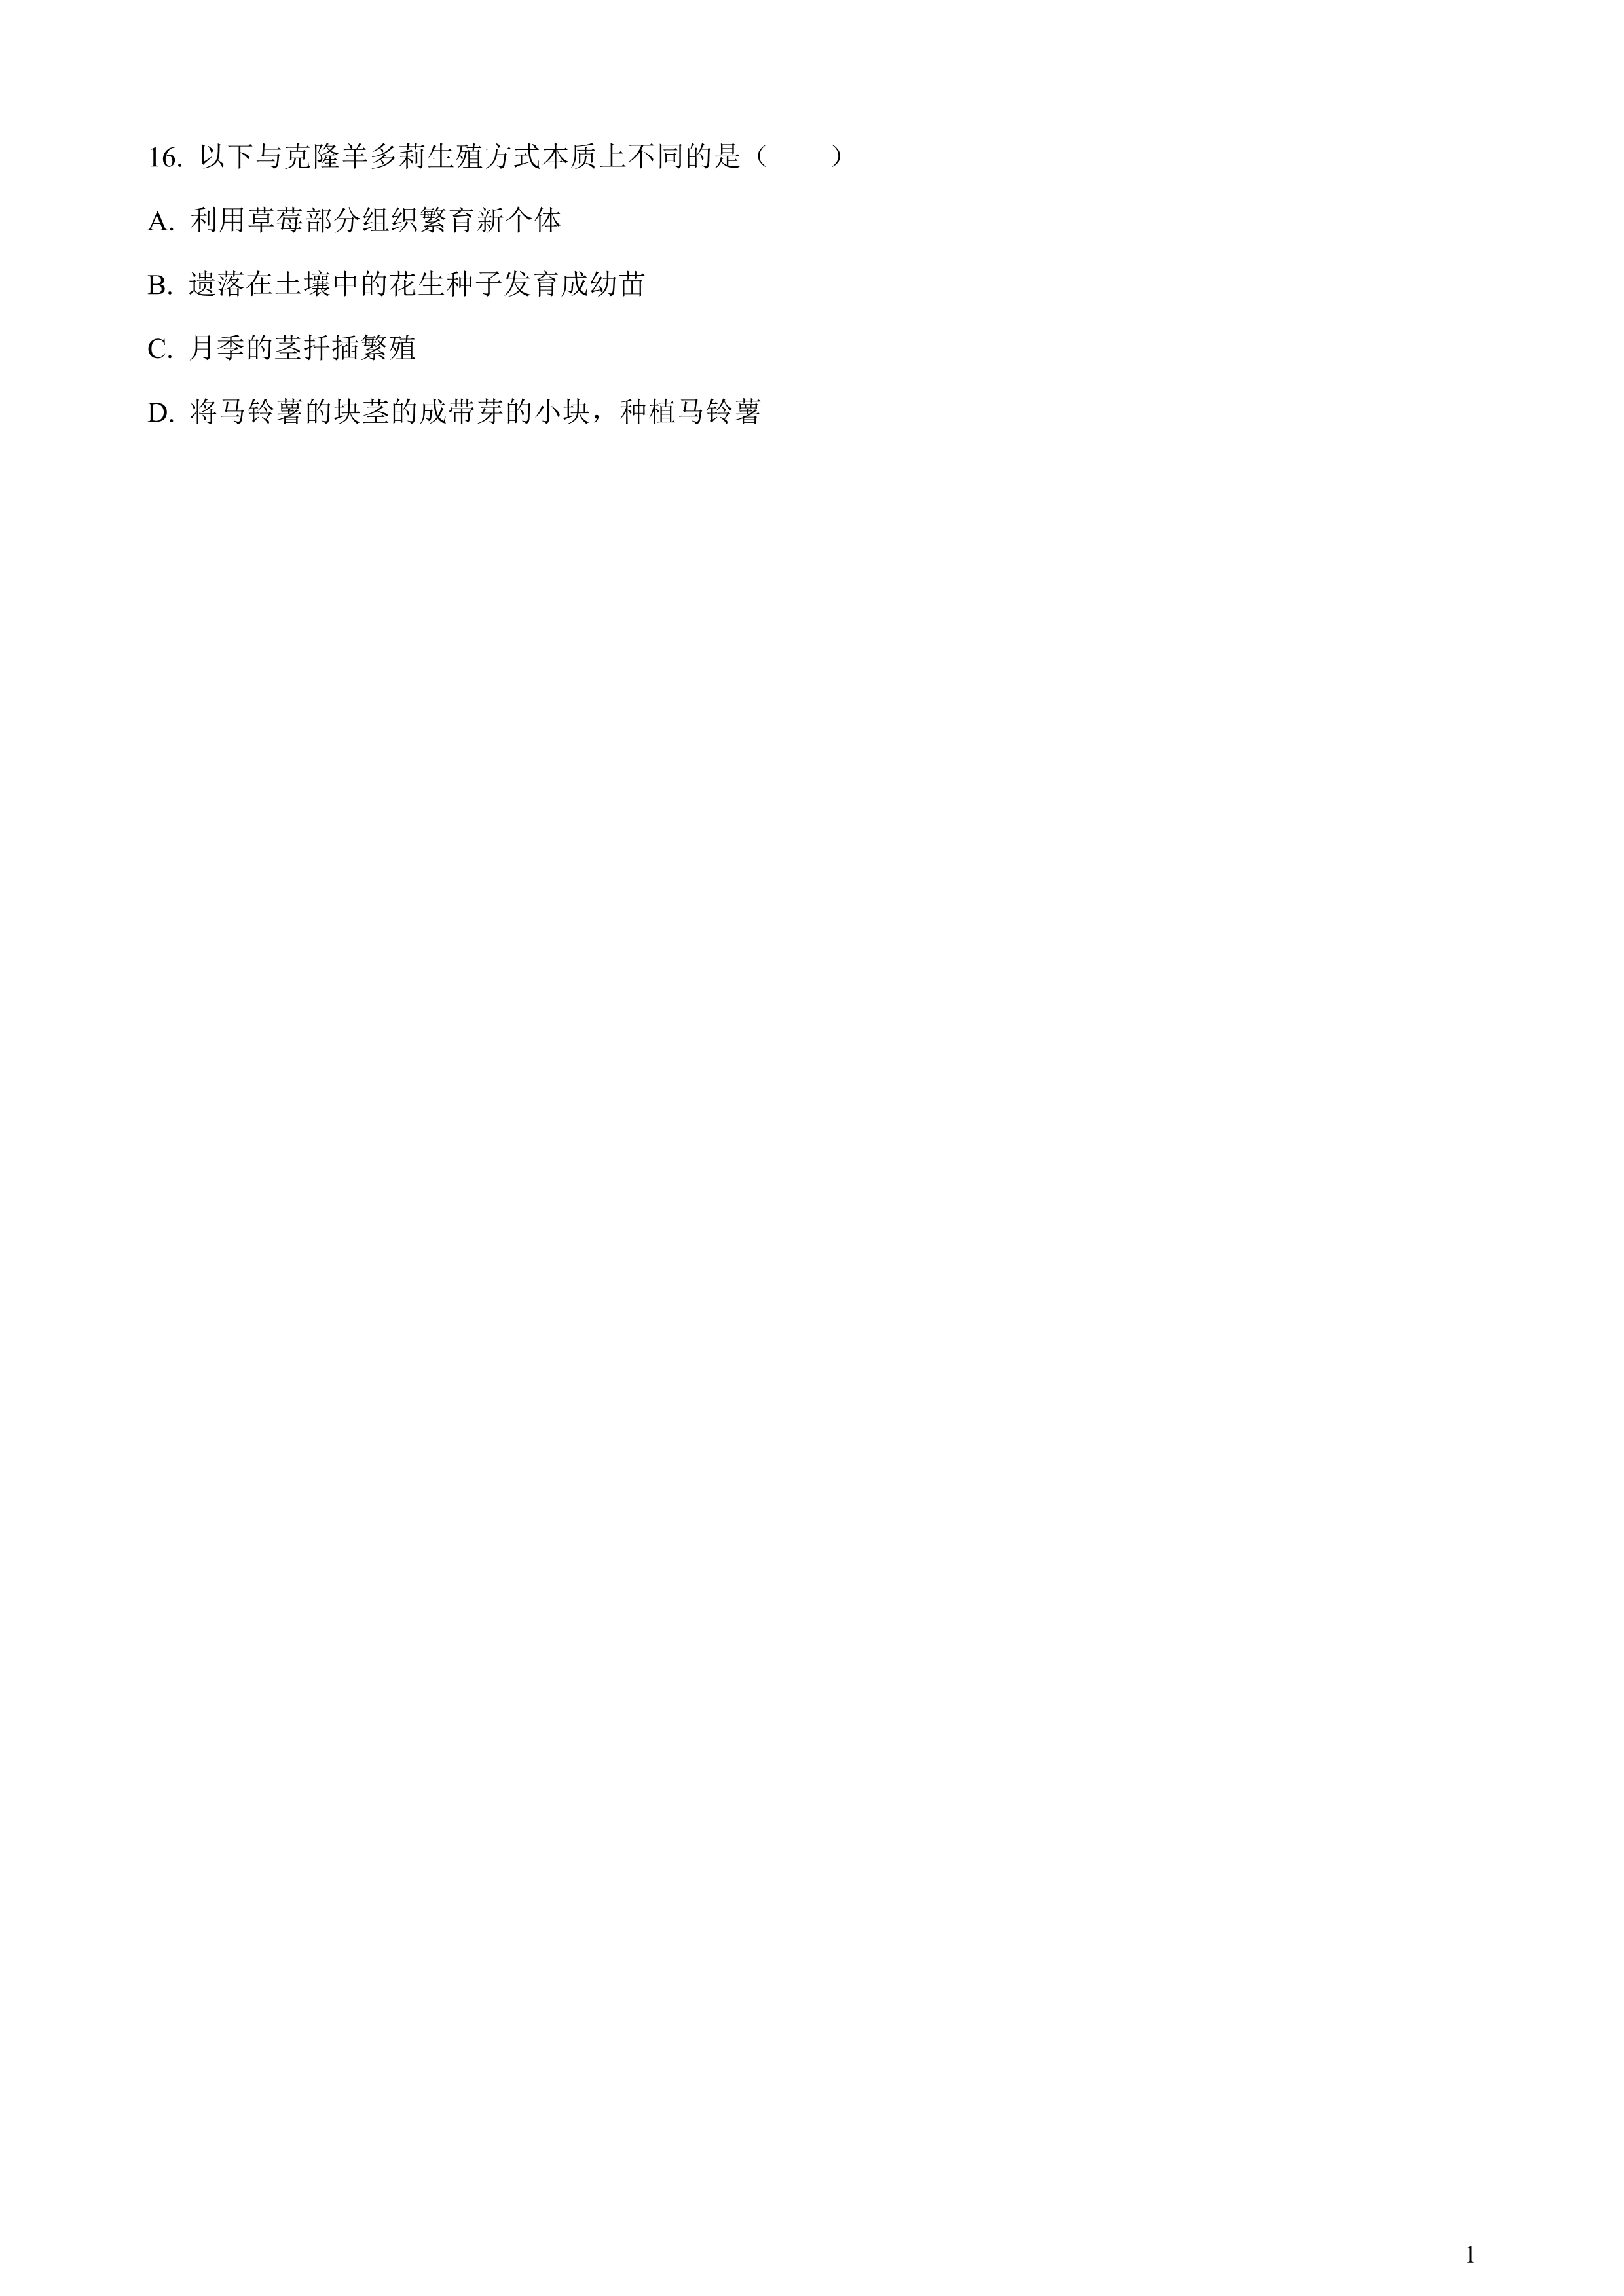 16. 以下与克隆羊多莉生殖方式本质上不同的是（　　）
A. 利用草莓部分组织繁育新个体
B. 遗落在土壤中的花生种子发育成幼苗
C. 月季的茎扦插繁殖
D. 将马铃薯的块茎的成带芽的小块，种植马铃薯
1